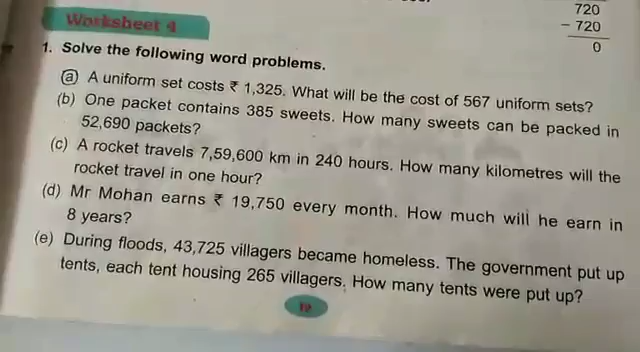 720
- 720
0
Worksheet 4
1. Solve the following word problems.
(a) A uniform set costs ₹ 1,325. What will be the cost of 567 uniform sets?
(b) One packet contains 385 sweets. How many sweets can be packed in
52,690 packets?
(c) A rocket travels 7,59,600 km in 240 hours. How many kilometres will the
rocket travel in one hour?
(d) Mr Mohan earns ₹ 19,750 every month. How much will he earn in
8 years?
(e) During floods, 43,725 villagers became homeless. The government put up
tents, each tent housing 265 villagers. How many tents were put up?